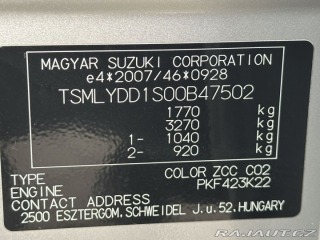 MAGYAR SUZUKI CORPORATION
e4*2007/46*0928
TSMLYDD1S00B47502
1770 kg
3270 kg
1- 1040 kg
2- 920 kg
TYPE COLOR ZCC CO2
ENGINE PKF423K22
CONTACT ADDRESS
2500 ESZTERGOM.SCHWEIDEL J.u.52.HUNGARY
RAJAUT.CZ